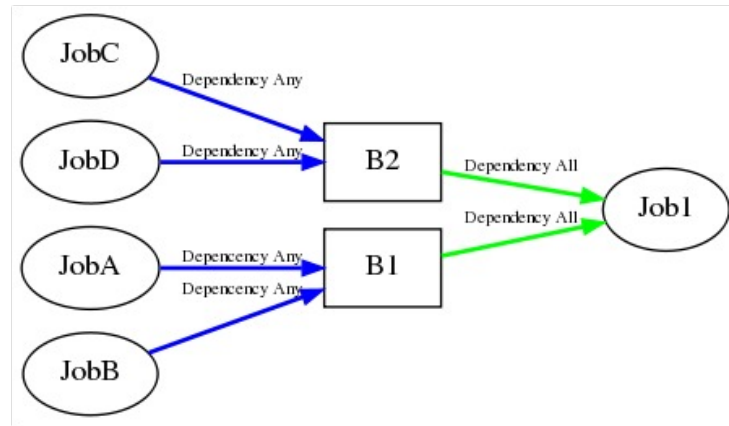 JobC
Dependency Any
JobD
Dependency Any
B2
Dependency All
Job1
Dependency All
JobA
Depencency Any
B1
Depencency Any
JobB